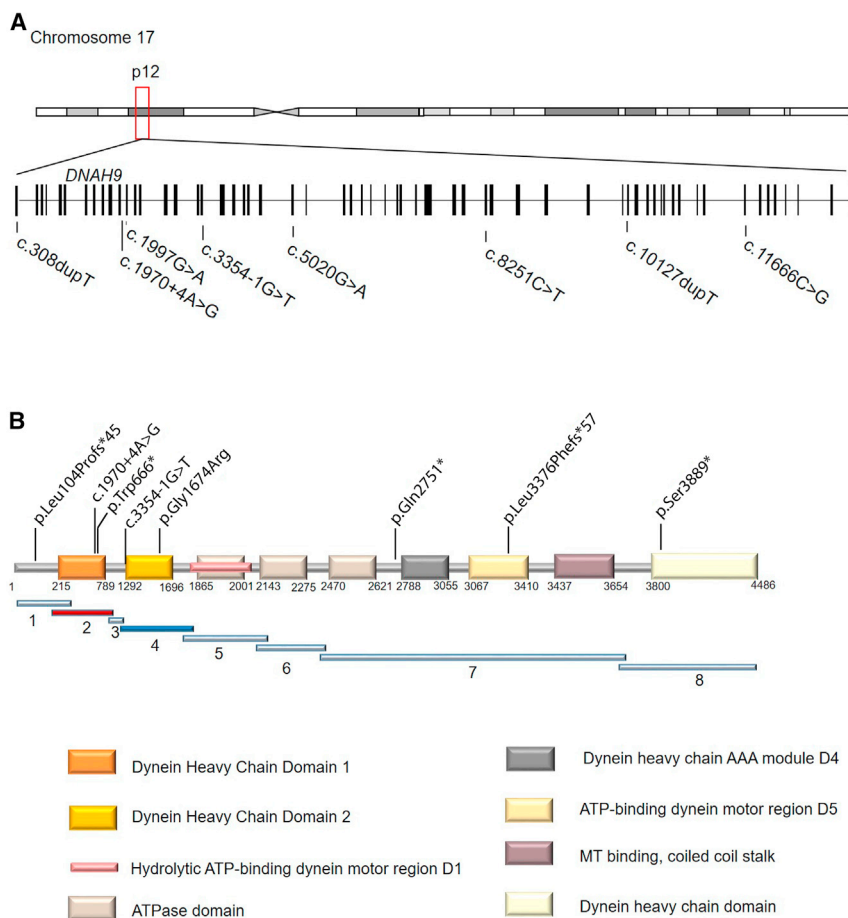 A
Chromosome 17
p12
DNAH9
c.308dupT
c.1970+4A>G
c.1997G>A
c.3354-1G>T
c.5020G>A
c.8251C>T
c.10127dupT
c.11666C>G
B
p.Leu104Profs*45
c.1970+4A>G
p.Trp666*
c.3354-1G>T
p.Gly1674Arg
p.Gln2751*
p.Leu3376Phefs*57
p.Ser3889*
1 215 789 1292 1696 1865 2001 2143 2275 2470 2621 2788 3055 3067 3410 3437 3654 3800 4486
1
2
3
4
5
6
7
8
Dynein Heavy Chain Domain 1
Dynein Heavy Chain Domain 2
Hydrolytic ATP-binding dynein motor region D1
ATPase domain
Dynein heavy chain AAA module D4
ATP-binding dynein motor region D5
MT binding, coiled coil stalk
Dynein heavy chain domain